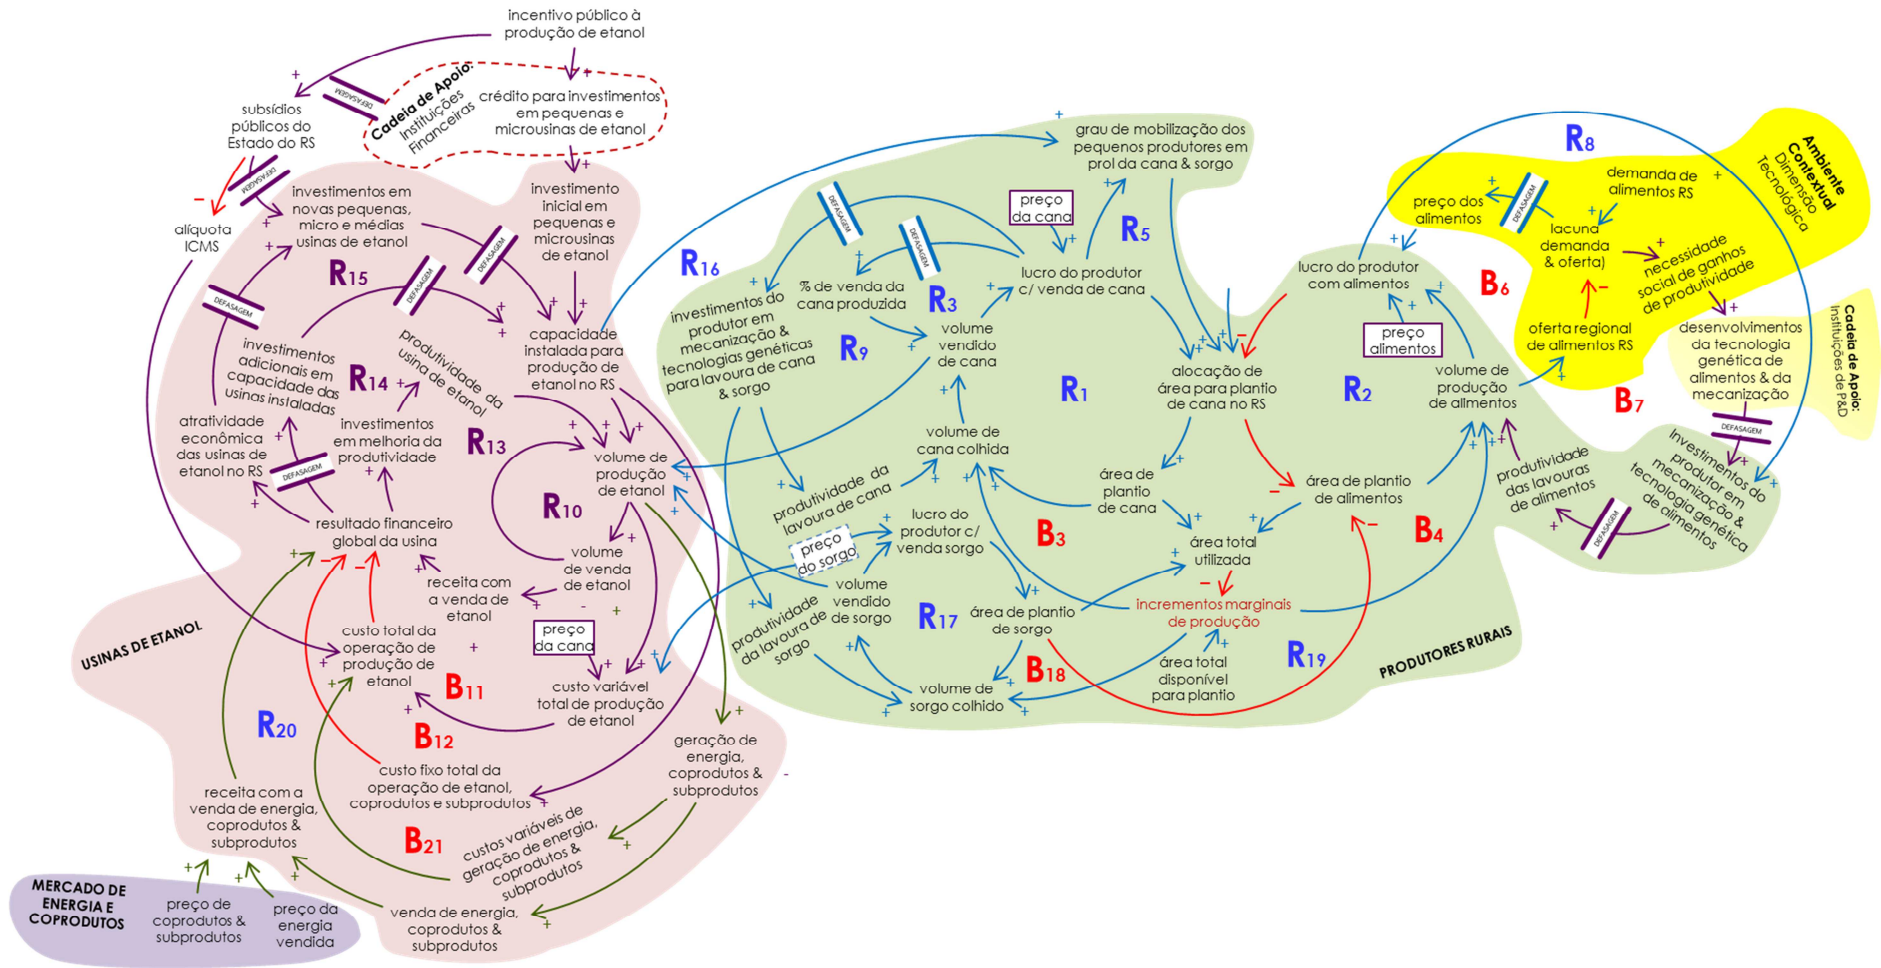 incentivo público à
produção de etanol
DEFASAGEM
Cadeia de Apoio:
Instituições
Financeiras
crédito para investimentos
em pequenas e
microusinas de etanol
subsídios
públicos do
Estado do RS
DEFASAGEM
alíquota
ICMS
investimentos em
novas pequenas,
micro e médias
usinas de etanol
investimento
inicial em
pequenas e
microusinas
de etanol
DEFASAGEM
R15
DEFASAGEM
DEFASAGEM
capacidade
instalada para
produção de
etanol no RS
produtividade da
usina de etanol
investimentos
adicionais em
capacidade das
usinas instaladas
R14
atratividade
econômica
das usinas de
etanol no RS
investimentos
em melhoria da
produtividade
R13
DEFASAGEM
volume de
produção
de etanol
R10
resultado financeiro
global da usina
volume
de venda
de etanol
receita com
a venda de
etanol
preço
da cana
custo total da
operação de
produção de
etanol
USINAS DE ETANOL
B11
custo variável
total de produção
de etanol
R20
B12
custo fixo total da
operação de etanol,
coprodutos e subprodutos
geração de
energia,
coprodutos &
subprodutos
receita com a
venda de energia,
coprodutos &
subprodutos
B21
custos variáveis de
geração de energia,
coprodutos &
subprodutos
venda de energia,
coprodutos &
subprodutos
MERCADO DE
ENERGIA E
COPRODUTOS
preço de
coprodutos &
subprodutos
preço da
energia
vendida
grau de mobilização dos
pequenos produtores em
prol da cana & sorgo
preço
da cana
R5
DEFASAGEM
DEFASAGEM
R16
lucro do produtor
c/ venda de cana
% de venda da
cana produzida
R3
investimentos do
produtor em
mecanização &
tecnologias genéticas
para lavoura de cana
& sorgo
R9
volume
vendido
de cana
R1
alocação de
área para plantio
de cana no RS
volume de
cana colhida
produtividade da
lavoura de cana
área de
plantio
de cana
lucro do
produtor c/
venda sorgo
B3
preço
do sorgo
área total
utilizada
volume
vendido
de sorgo
produtividade
da lavoura de
sorgo
R17
área de plantio
de sorgo
incrementos marginais
de produção
B18
área total
disponível
para plantio
volume de
sorgo colhido
R19
PRODUTORES RURAIS
lucro do produtor
com alimentos
preço
alimentos
R2
volume de
produção
de alimentos
área de plantio
de alimentos
B4
produtividade
das lavouras
de alimentos
DEFASAGEM
Investimentos do
produtor em
mecanização &
tecnologia genética
de alimentos
R8
Ambiente
Contextual
Dimensão
Tecnológica
demanda de
alimentos RS
preço dos
alimentos
DEFASAGEM
lacuna
demanda
& oferta)
necessidade
social de ganhos
de produtividade
B6
oferta regional
de alimentos RS
B7
desenvolvimentos
da tecnologia
genética de
alimentos & da
mecanização
Cadeia de Apoio:
Instituições de P&D
DEFASAGEM